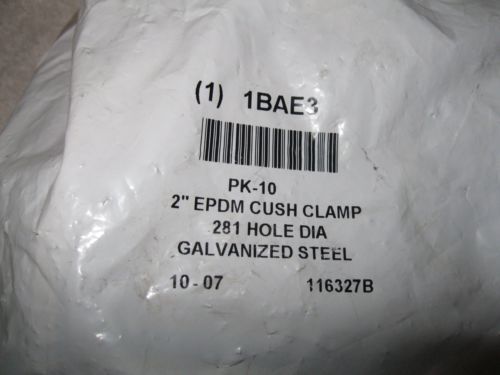 (1) 1BAE3
PK-10
2" EPDM CUSH CLAMP
281 HOLE DIA
GALVANIZED STEEL
10 - 07 116327B